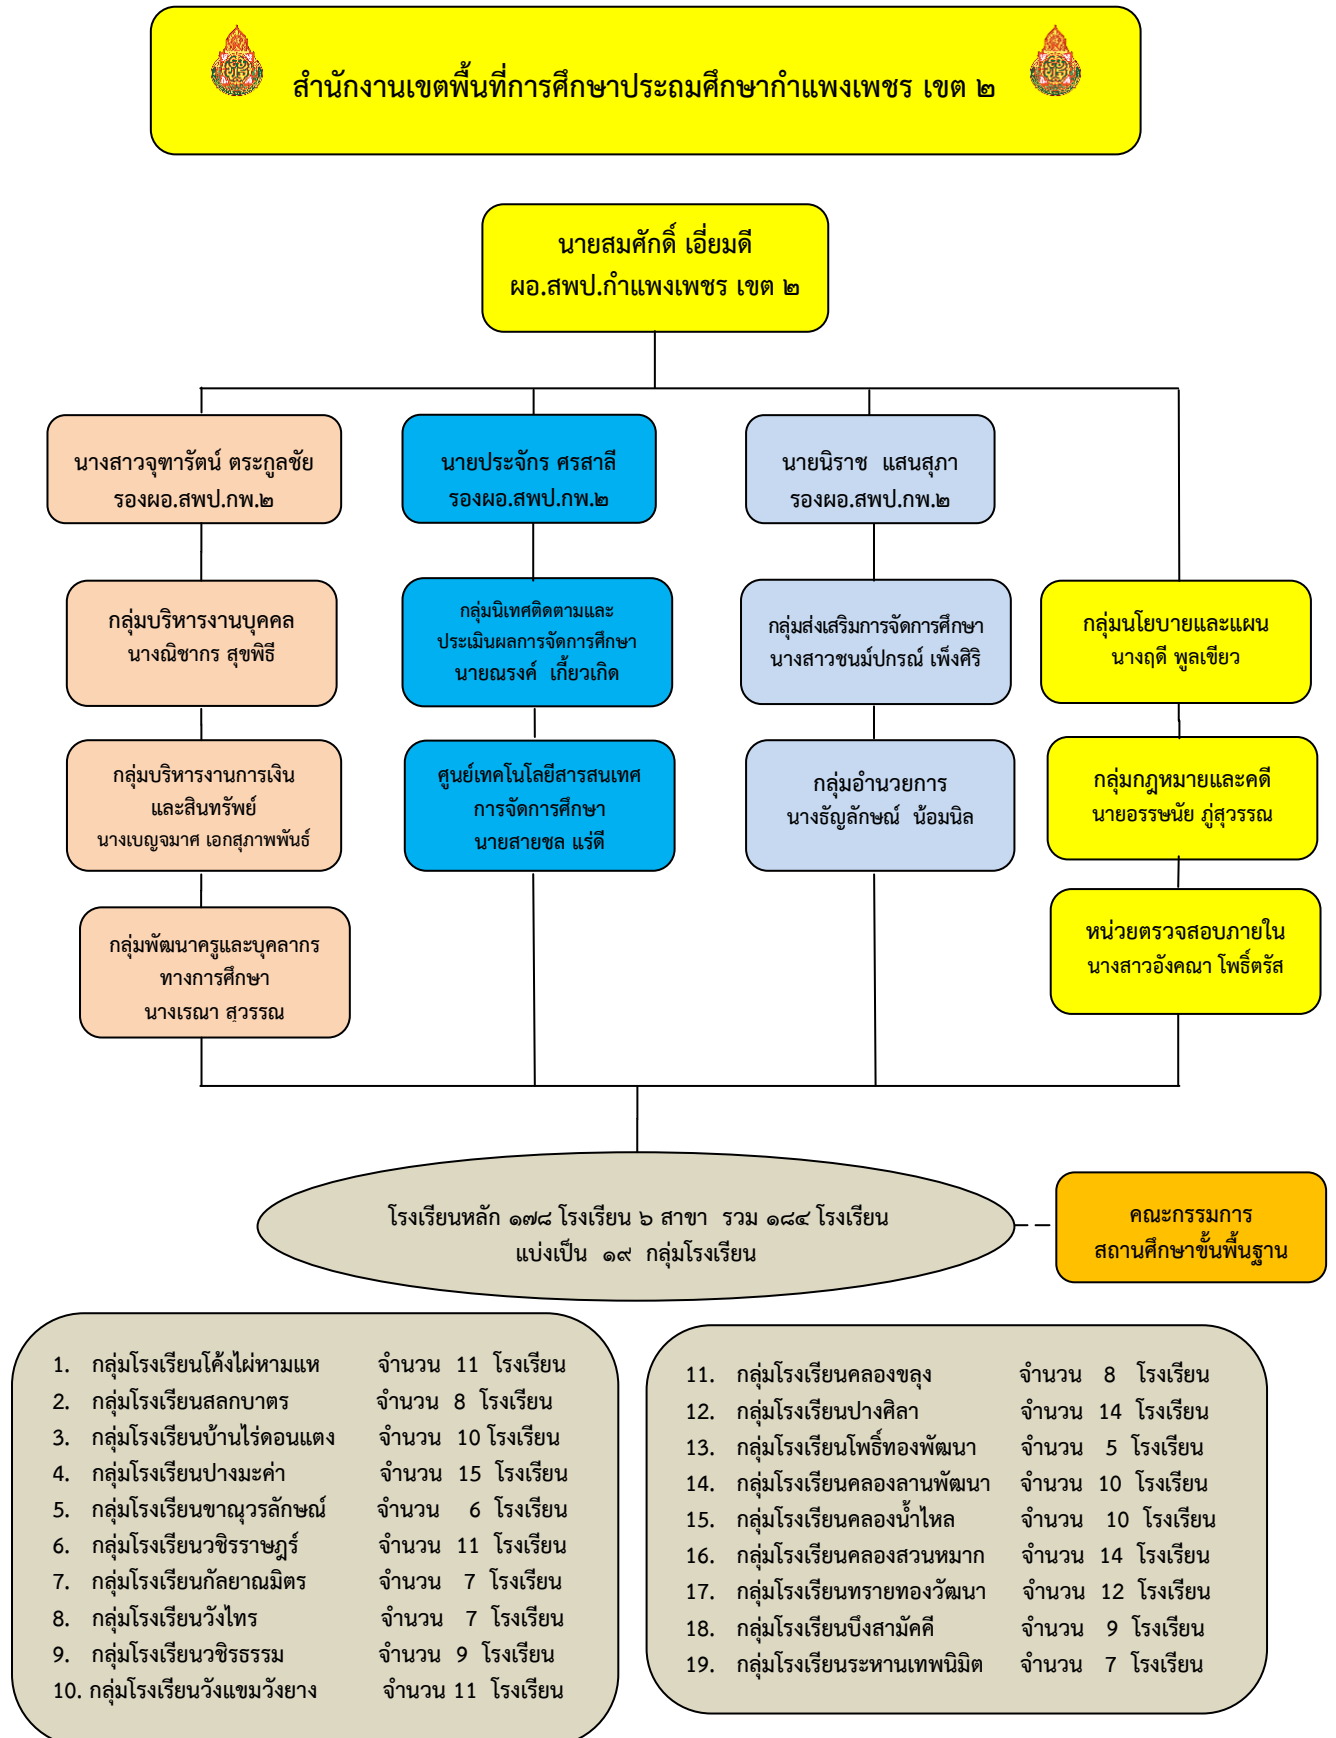 สำนักงานเขตพื้นที่การศึกษาประถมศึกษากำแพงเพชร เขต ๒
นายสมศักดิ์ เอี่ยมดี
ผอ.สพป.กำแพงเพชร เขต ๒
นางสาวจุฑารัตน์ ตระกูลชัย
รองผอ.สพป.กพ.๒
นายประจักร ศรสาลี
รองผอ.สพป.กพ.๒
นายนิราช แสนสุภา
รองผอ.สพป.กพ.๒
กลุ่มบริหารงานบุคคล
นางณิชากร สุขพิธี
กลุ่มนิเทศติดตามและ
ประเมินผลการจัดการศึกษา
นายณรงค์ เกี้ยวเกิด
กลุ่มส่งเสริมการจัดการศึกษา
นางสาวชนม์ปกรณ์ เพ็งศิริ
กลุ่มนโยบายและแผน
นางฤดี พูลเขียว
กลุ่มบริหารงานการเงิน
และสินทรัพย์
นางเบญจมาศ เอกสุภาพพันธ์
ศูนย์เทคโนโลยีสารสนเทศ
การจัดการศึกษา
นายสายชล แร่ดี
กลุ่มอำนวยการ
นางธัญลักษณ์ น้อมนิล
กลุ่มกฎหมายและคดี
นายอรรษนัย ภู่สุวรรณ
กลุ่มพัฒนาครูและบุคลากร
ทางการศึกษา
นางเรณา สุวรรณ
หน่วยตรวจสอบภายใน
นางสาวอังคณา โพธิ์ตรัส
โรงเรียนหลัก ๑๗๘ โรงเรียน ๖ สาขา รวม ๑๘๔ โรงเรียน
แบ่งเป็น ๑๙ กลุ่มโรงเรียน
คณะกรรมการ
สถานศึกษาขั้นพื้นฐาน
1. กลุ่มโรงเรียนโค้งไผ่หามแห จำนวน 11 โรงเรียน
2. กลุ่มโรงเรียนสลกบาตร จำนวน 8 โรงเรียน
3. กลุ่มโรงเรียนบ้านไร่ดอนแตง จำนวน 10 โรงเรียน
4. กลุ่มโรงเรียนปางมะค่า จำนวน 15 โรงเรียน
5. กลุ่มโรงเรียนขาณุวรลักษณ์ จำนวน 6 โรงเรียน
6. กลุ่มโรงเรียนวชิรราษฎร์ จำนวน 11 โรงเรียน
7. กลุ่มโรงเรียนกัลยาณมิตร จำนวน 7 โรงเรียน
8. กลุ่มโรงเรียนวังไทร จำนวน 7 โรงเรียน
9. กลุ่มโรงเรียนวชิรธรรม จำนวน 9 โรงเรียน
10. กลุ่มโรงเรียนวังแขมวังยาง จำนวน 11 โรงเรียน
11. กลุ่มโรงเรียนคลองขลุง จำนวน 8 โรงเรียน
12. กลุ่มโรงเรียนปางศิลา จำนวน 14 โรงเรียน
13. กลุ่มโรงเรียนโพธิ์ทองพัฒนา จำนวน 5 โรงเรียน
14. กลุ่มโรงเรียนคลองลานพัฒนา จำนวน 10 โรงเรียน
15. กลุ่มโรงเรียนคลองน้ำไหล จำนวน 10 โรงเรียน
16. กลุ่มโรงเรียนคลองสวนหมาก จำนวน 14 โรงเรียน
17. กลุ่มโรงเรียนทรายทองวัฒนา จำนวน 12 โรงเรียน
18. กลุ่มโรงเรียนบึงสามัคคี จำนวน 9 โรงเรียน
19. กลุ่มโรงเรียนระหานเทพนิมิต จำนวน 7 โรงเรียน